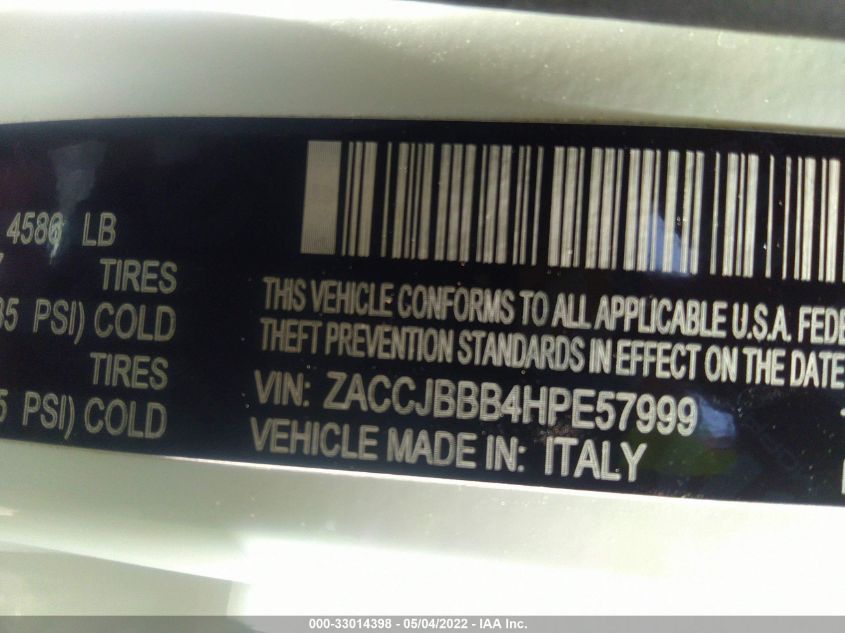 4586 LB
TIRES
PSI) COLD
TIRES
PSI) COLD
THIS VEHICLE CONFORMS TO ALL APPLICABLE U.S.A. FEDE
THEFT PREVENTION STANDARDS IN EFFECT ON THE DATE
VIN: ZACCJBBB4HPE57999
VEHICLE MADE IN: ITALY
000-33014398 - 05/04/2022 - IAA Inc.